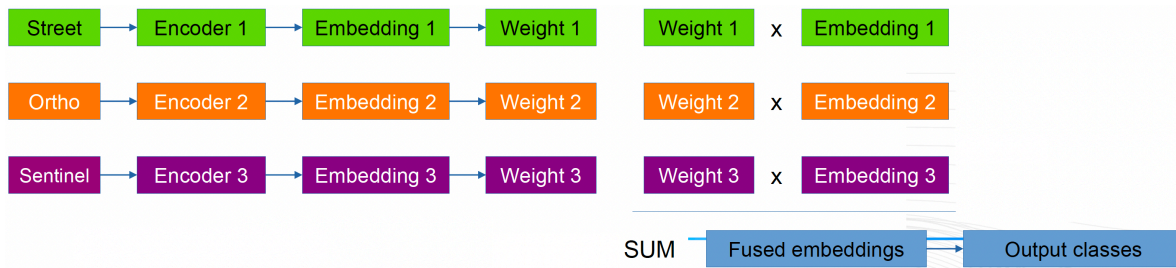 Street Encoder 1 Embedding 1 Weight 1 Weight 1 x Embedding 1
Ortho Encoder 2 Embedding 2 Weight 2 Weight 2 x Embedding 2
Sentinel Encoder 3 Embedding 3 Weight 3 Weight 3 x Embedding 3
SUM Fused embeddings Output classes